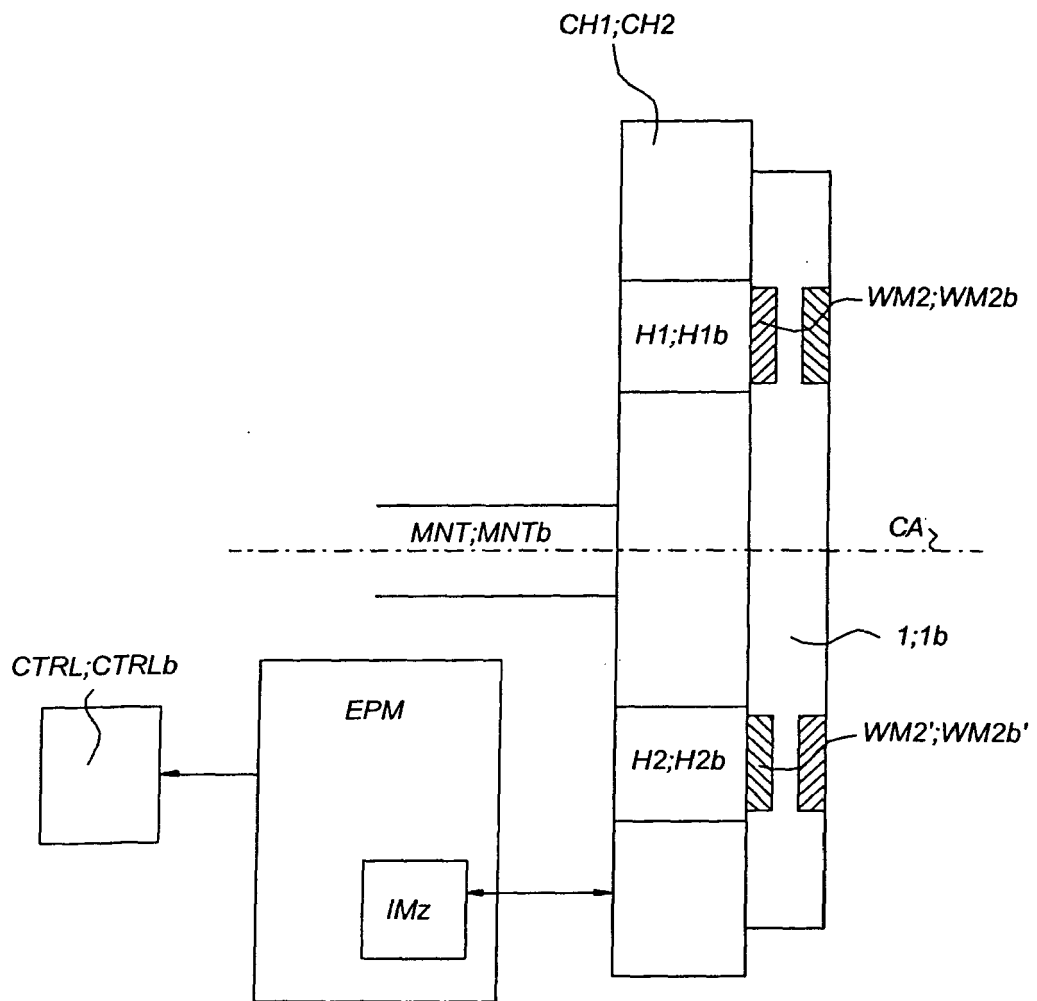 CH1;CH2
WM2;WM2b
H1;H1b
MNT;MNTb
CA
1;1b
CTRL;CTRLb
EPM
WM2';WM2b'
H2;H2b
IMz